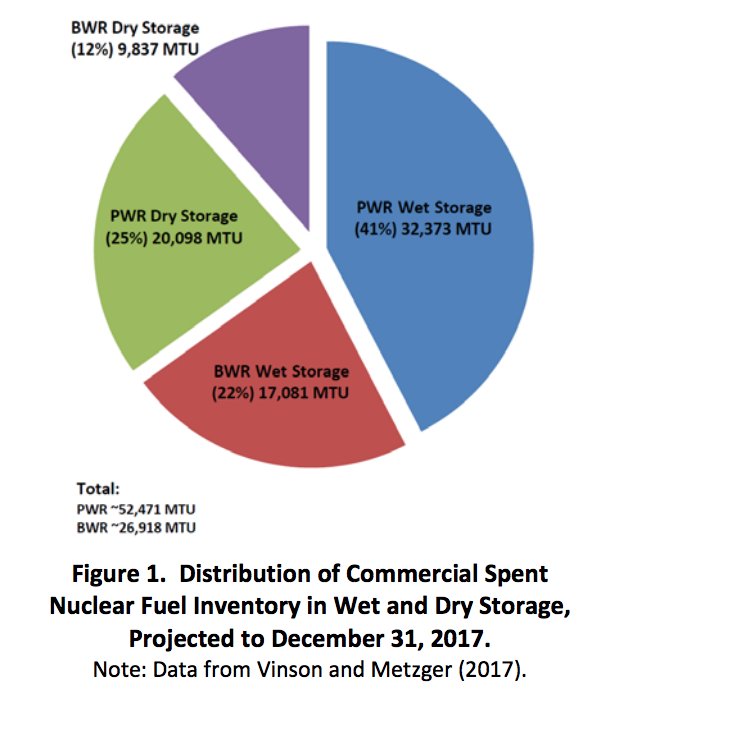 BWR Dry Storage
(12%) 9,837 MTU
PWR Wet Storage
(41%) 32,373 MTU
PWR Dry Storage
(25%) 20,098 MTU
BWR Wet Storage
(22%) 17,081 MTU
Total:
PWR ~52,471 MTU
BWR ~26,918 MTU
Figure 1. Distribution of Commercial Spent
Nuclear Fuel Inventory in Wet and Dry Storage,
Projected to December 31, 2017.
Note: Data from Vinson and Metzger (2017).